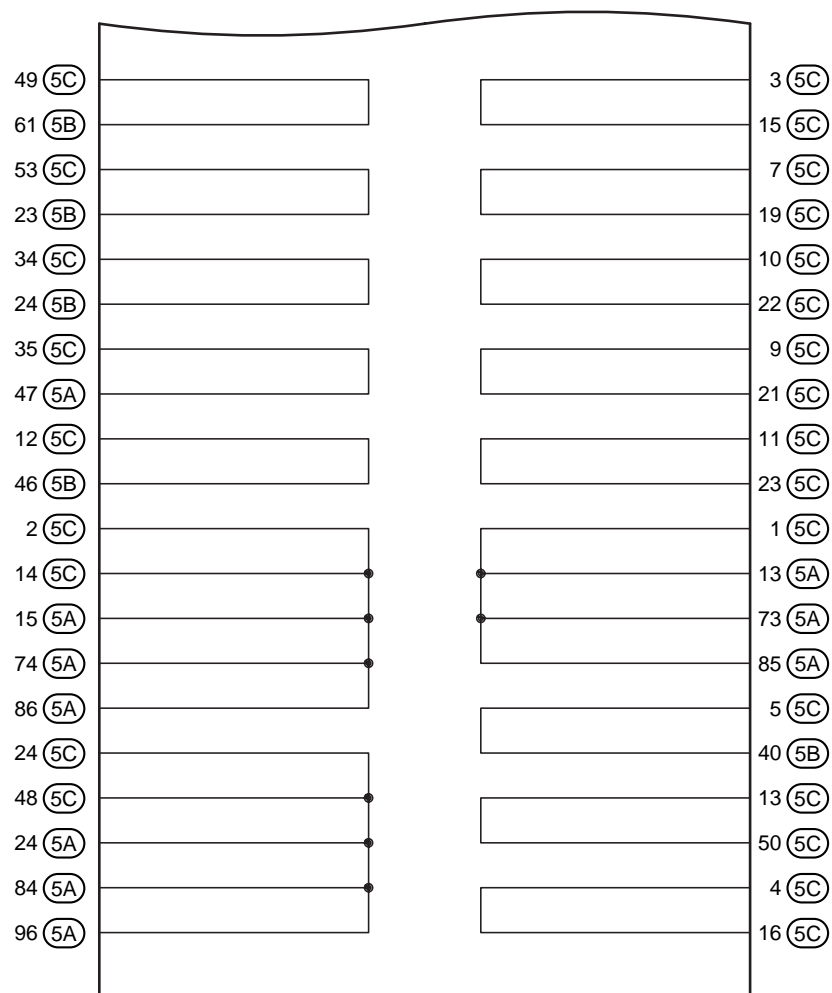 49 5C 3 5C
61 5B 15 5C
53 5C 7 5C
23 5B 19 5C
34 5C 10 5C
24 5B 22 5C
35 5C 9 5C
47 5A 21 5C
12 5C 11 5C
46 5B 23 5C
2 5C 1 5C
14 5C 13 5A
15 5A 73 5A
74 5A 85 5A
86 5A 5 5C
24 5C 40 5B
48 5C 13 5C
24 5A 50 5C
84 5A 4 5C
96 5A 16 5C